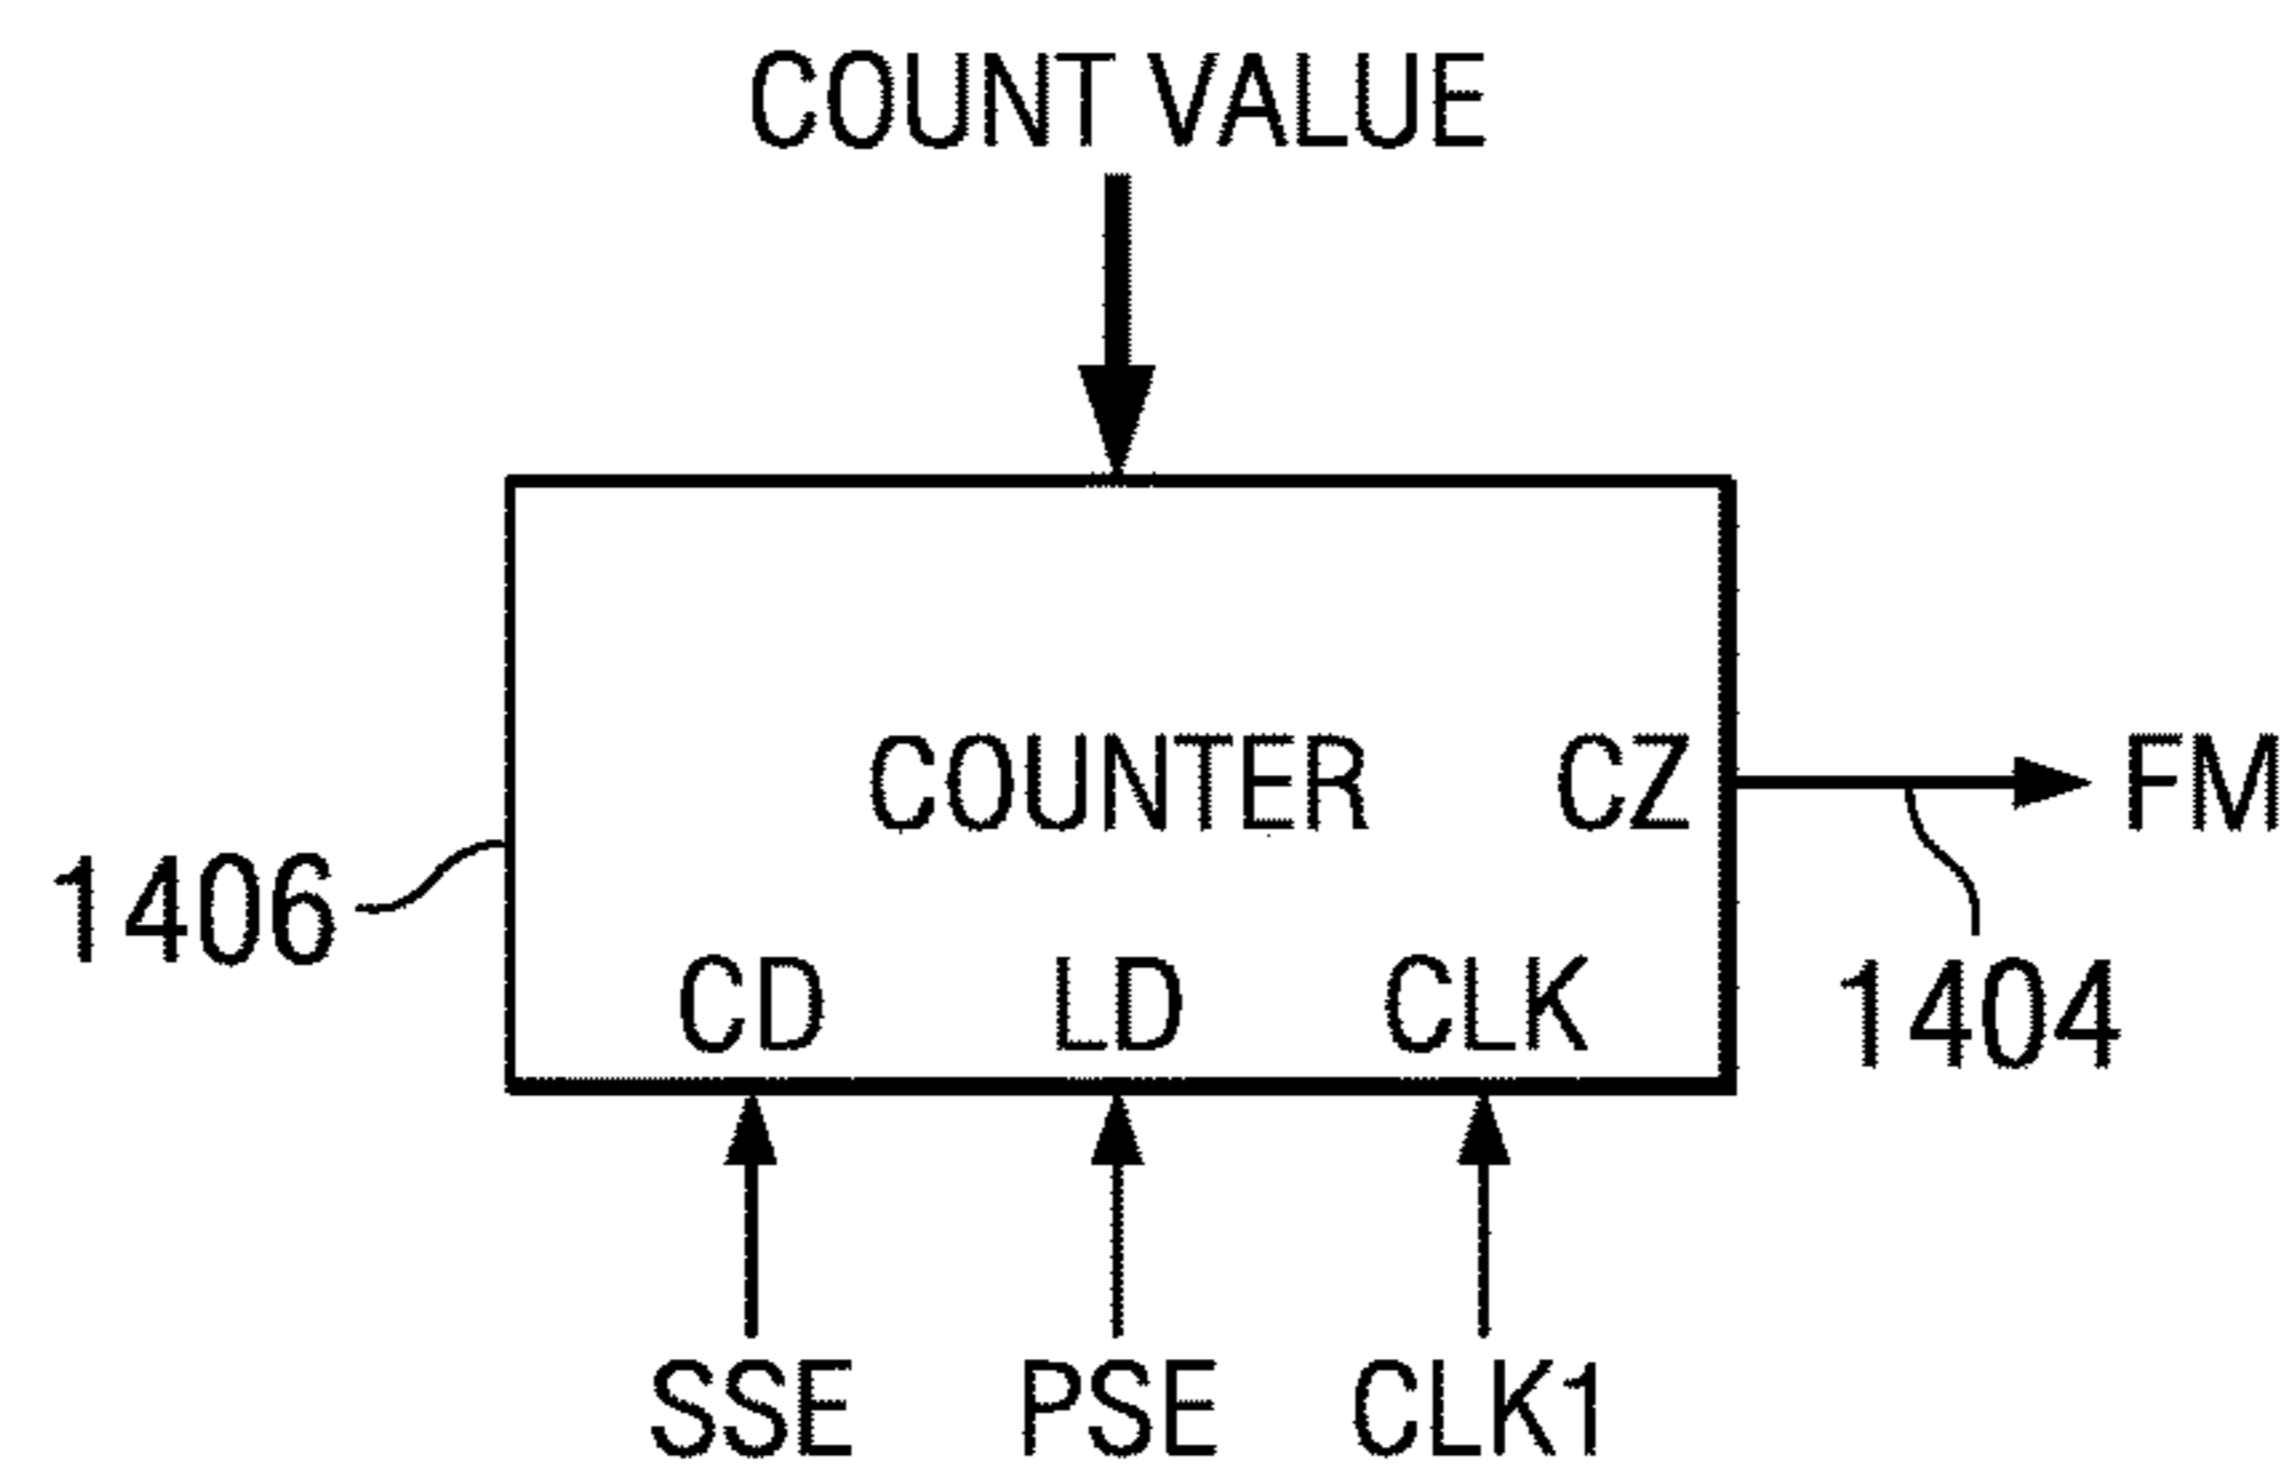 COUNT VALUE
COUNTER CZ
FM
1406
CD LD CLK
1404
SSE PSE CLK1